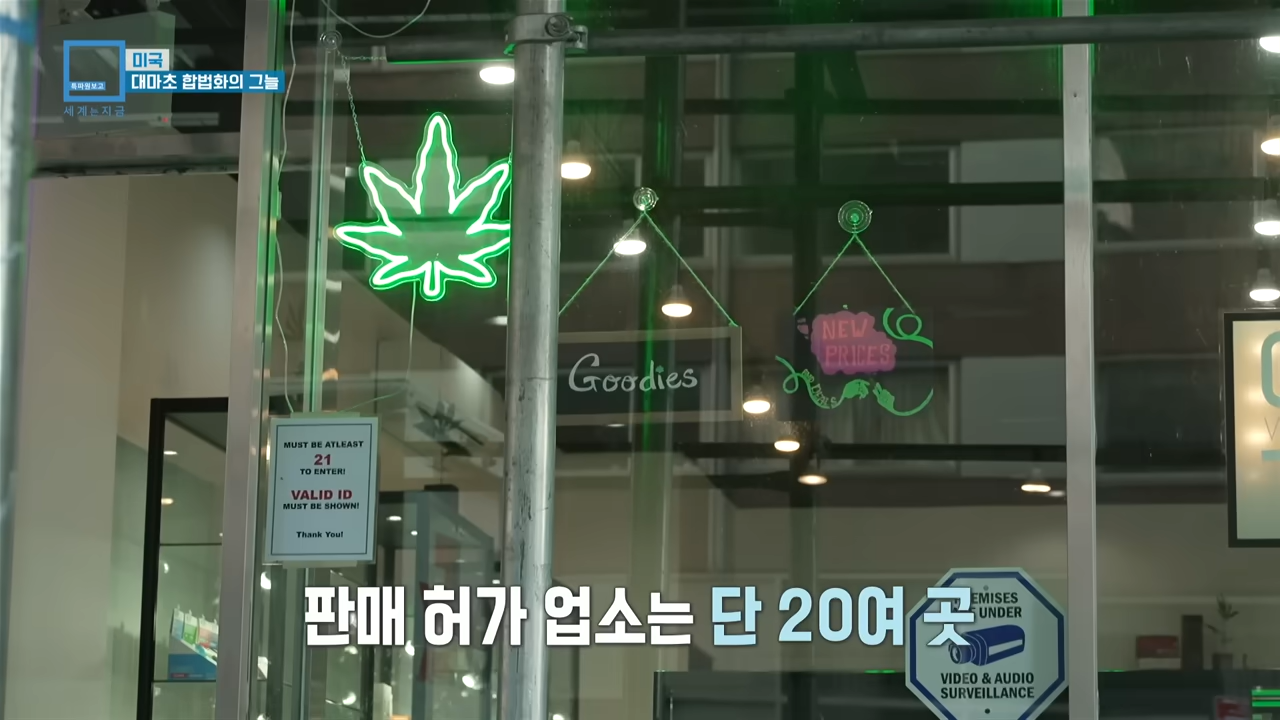 미국
대마초 합법화의 그늘
특파원보고
세계는지금
Goodies
NEW
PRICES
MUST BE ATLEAST
21
TO ENTER!
VALID ID
MUST BE SHOWN!
Thank You!
판매 허가 업소는 단 20여 곳
UNDER
VIDEO & AUDIO
SURVEILLANCE